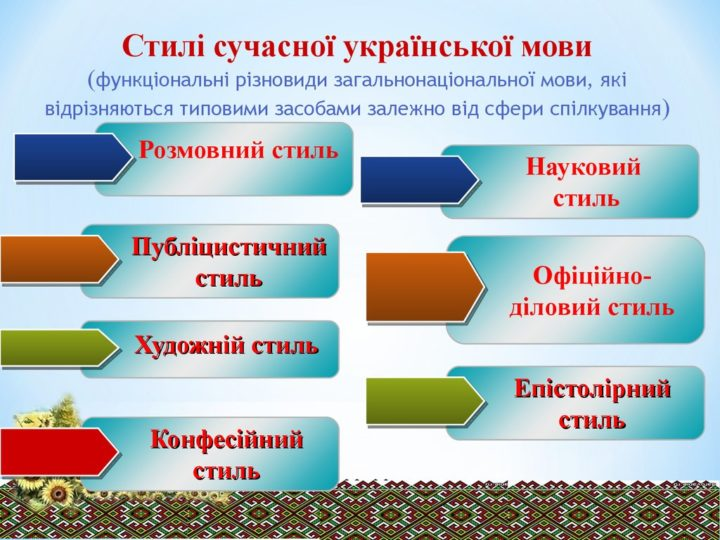 Стилі сучасної української мови
(функціональні різновиди загальнонаціональної мови, які
відрізняються типовими засобами залежно від сфери спілкування)
Розмовний стиль
Науковий
стиль
Публіцистичний
стиль
Офіційно-
діловий стиль
Художній стиль
Епістолірний
стиль
Конфесійний
стиль